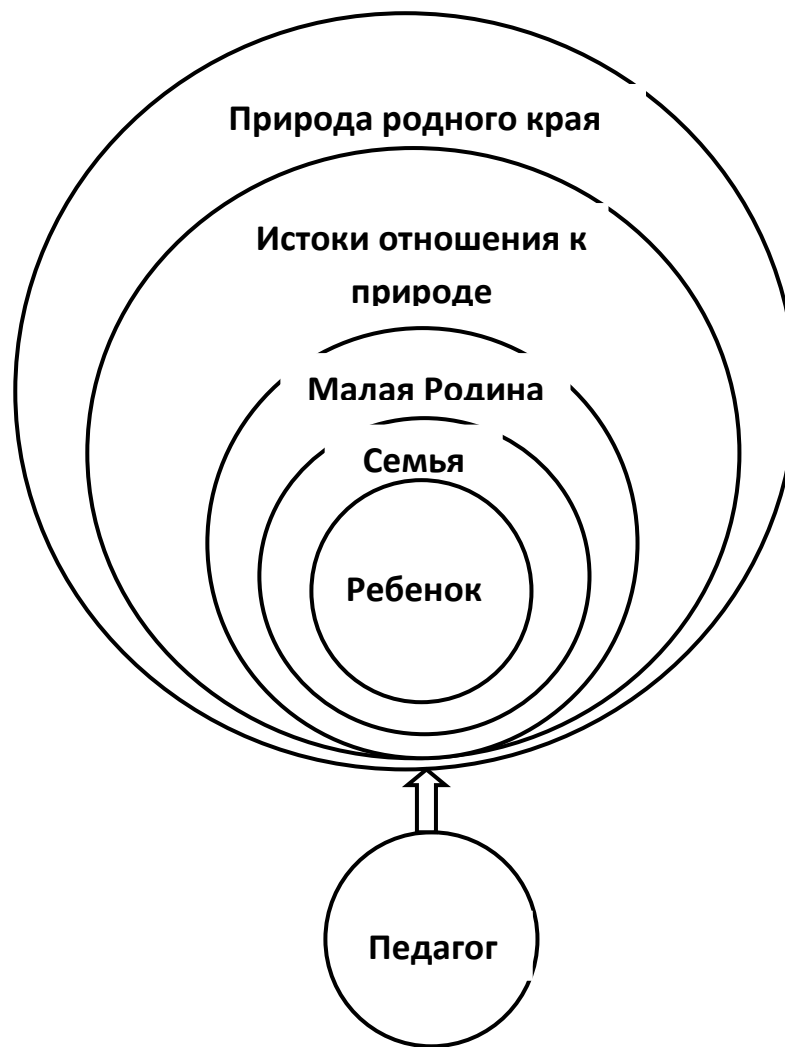 Природа родного края
Истоки отношения к
природе
Малая Родина
Семья
Ребенок
Педагог